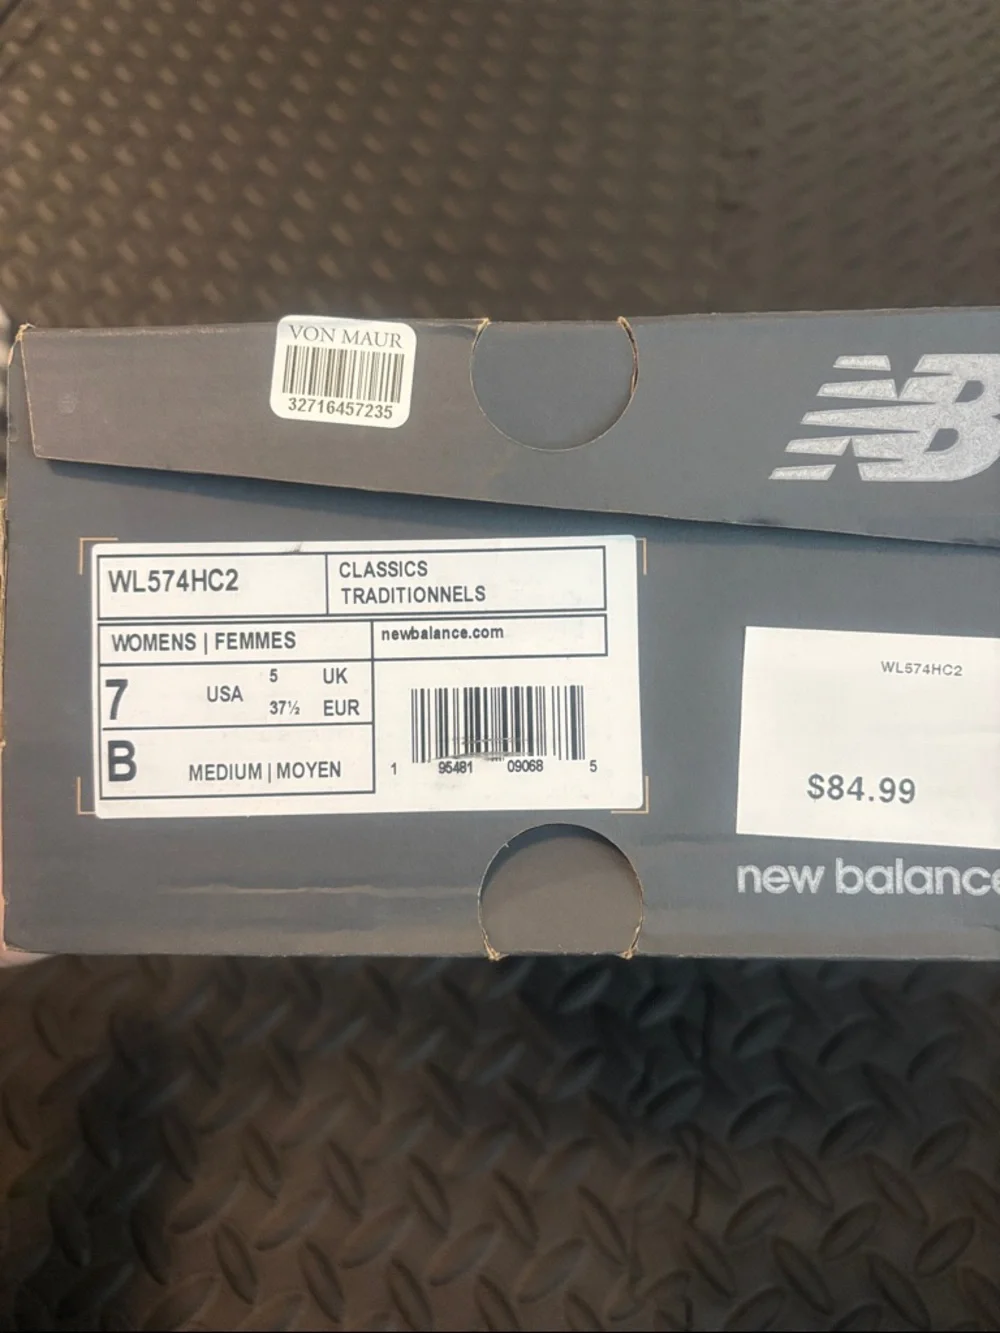 VON MAUR
32716457235
NB
WL574HC2
CLASSICS
TRADITIONNELS
WOMENS | FEMMES
newbalance.com
7 USA 5 UK
37½ EUR
B MEDIUM | MOYEN
1 95481 09068 5
WL574HC2
$84.99
new balance